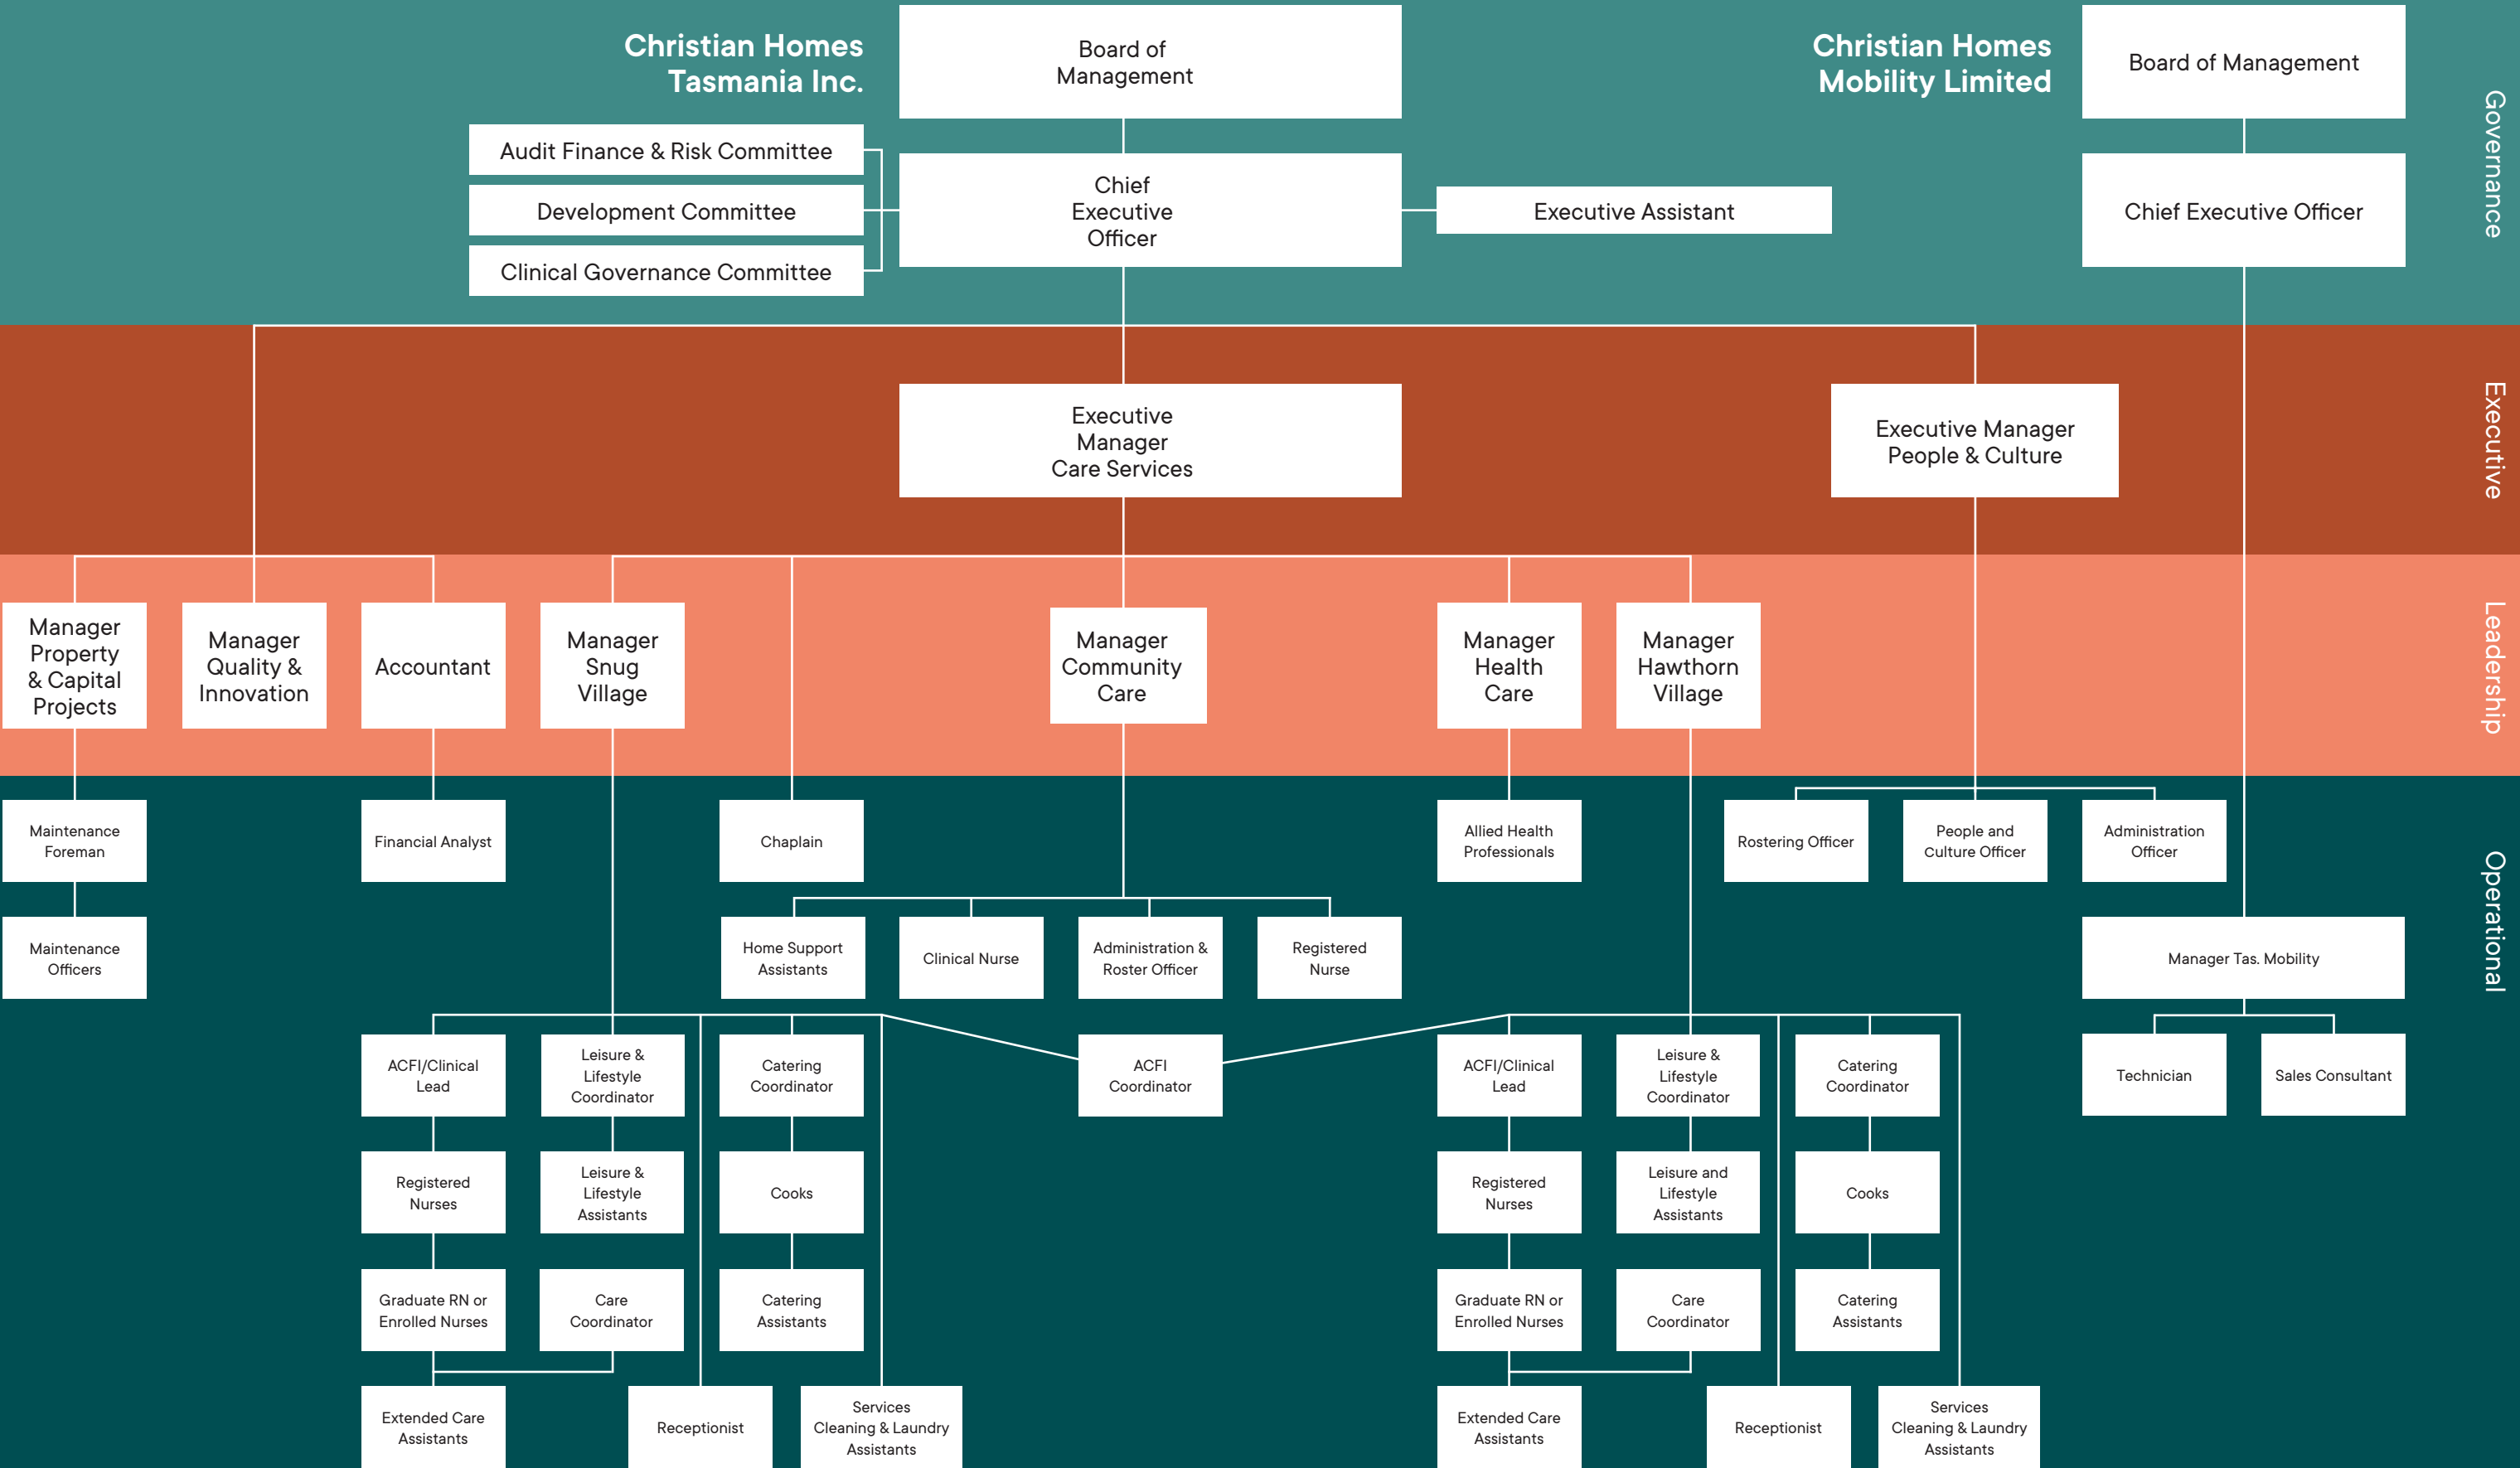 Christian Homes
Tasmania Inc.
Board of
Management
Christian Homes
Mobility Limited
Board of Management
Governance
Audit Finance & Risk Committee
Development Committee
Clinical Governance Committee
Chief
Executive
Officer
Executive Assistant
Chief Executive Officer
Executive
Manager
Care Services
Executive Manager
People & Culture
Executive
Manager
Property
& Capital
Projects
Manager
Quality &
Innovation
Accountant
Manager
Snug
Village
Manager
Community
Care
Manager
Health
Care
Manager
Hawthorn
Village
Leadership
Maintenance
Foreman
Financial Analyst
Chaplain
Allied Health
Professionals
Rostering Officer
People and
Culture Officer
Administration
Officer
Operational
Maintenance
Officers
Home Support
Assistants
Clinical Nurse
Administration &
Roster Officer
Registered
Nurse
Manager Tas. Mobility
ACFI/Clinical
Lead
Leisure &
Lifestyle
Coordinator
Catering
Coordinator
ACFI
Coordinator
ACFI/Clinical
Lead
Leisure &
Lifestyle
Coordinator
Catering
Coordinator
Technician
Sales Consultant
Registered
Nurses
Leisure &
Lifestyle
Assistants
Cooks
Registered
Nurses
Leisure and
Lifestyle
Assistants
Cooks
Graduate RN or
Enrolled Nurses
Care
Coordinator
Catering
Assistants
Graduate RN or
Enrolled Nurses
Care
Coordinator
Catering
Assistants
Extended Care
Assistants
Receptionist
Services
Cleaning & Laundry
Assistants
Extended Care
Assistants
Receptionist
Services
Cleaning & Laundry
Assistants